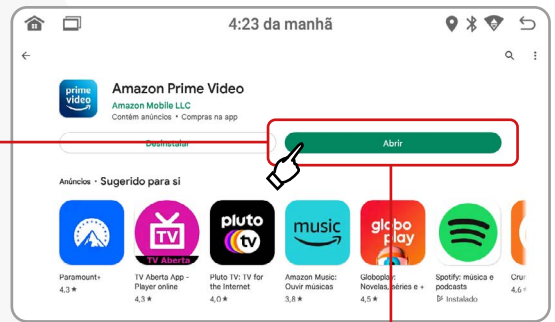 4:23 da manhã
prime video
Amazon Prime Video
Amazon Mobile LLC
Contém anúncios • Compras na app
Desinstalar
Abrir
Anúncios • Sugerido para si
TV
TV Aberta
pluto tv
music
globo play
Paramount+
4,3★
TV Aberta App - Player online
4,3★
Pluto TV: TV for the Internet
4,0★
Amazon Music: Ouvir músicas
3,8★
Globoplay: Novelas, séries e +
4,5★
Spotify: música e podcasts
Instalado
Crun
4,6★